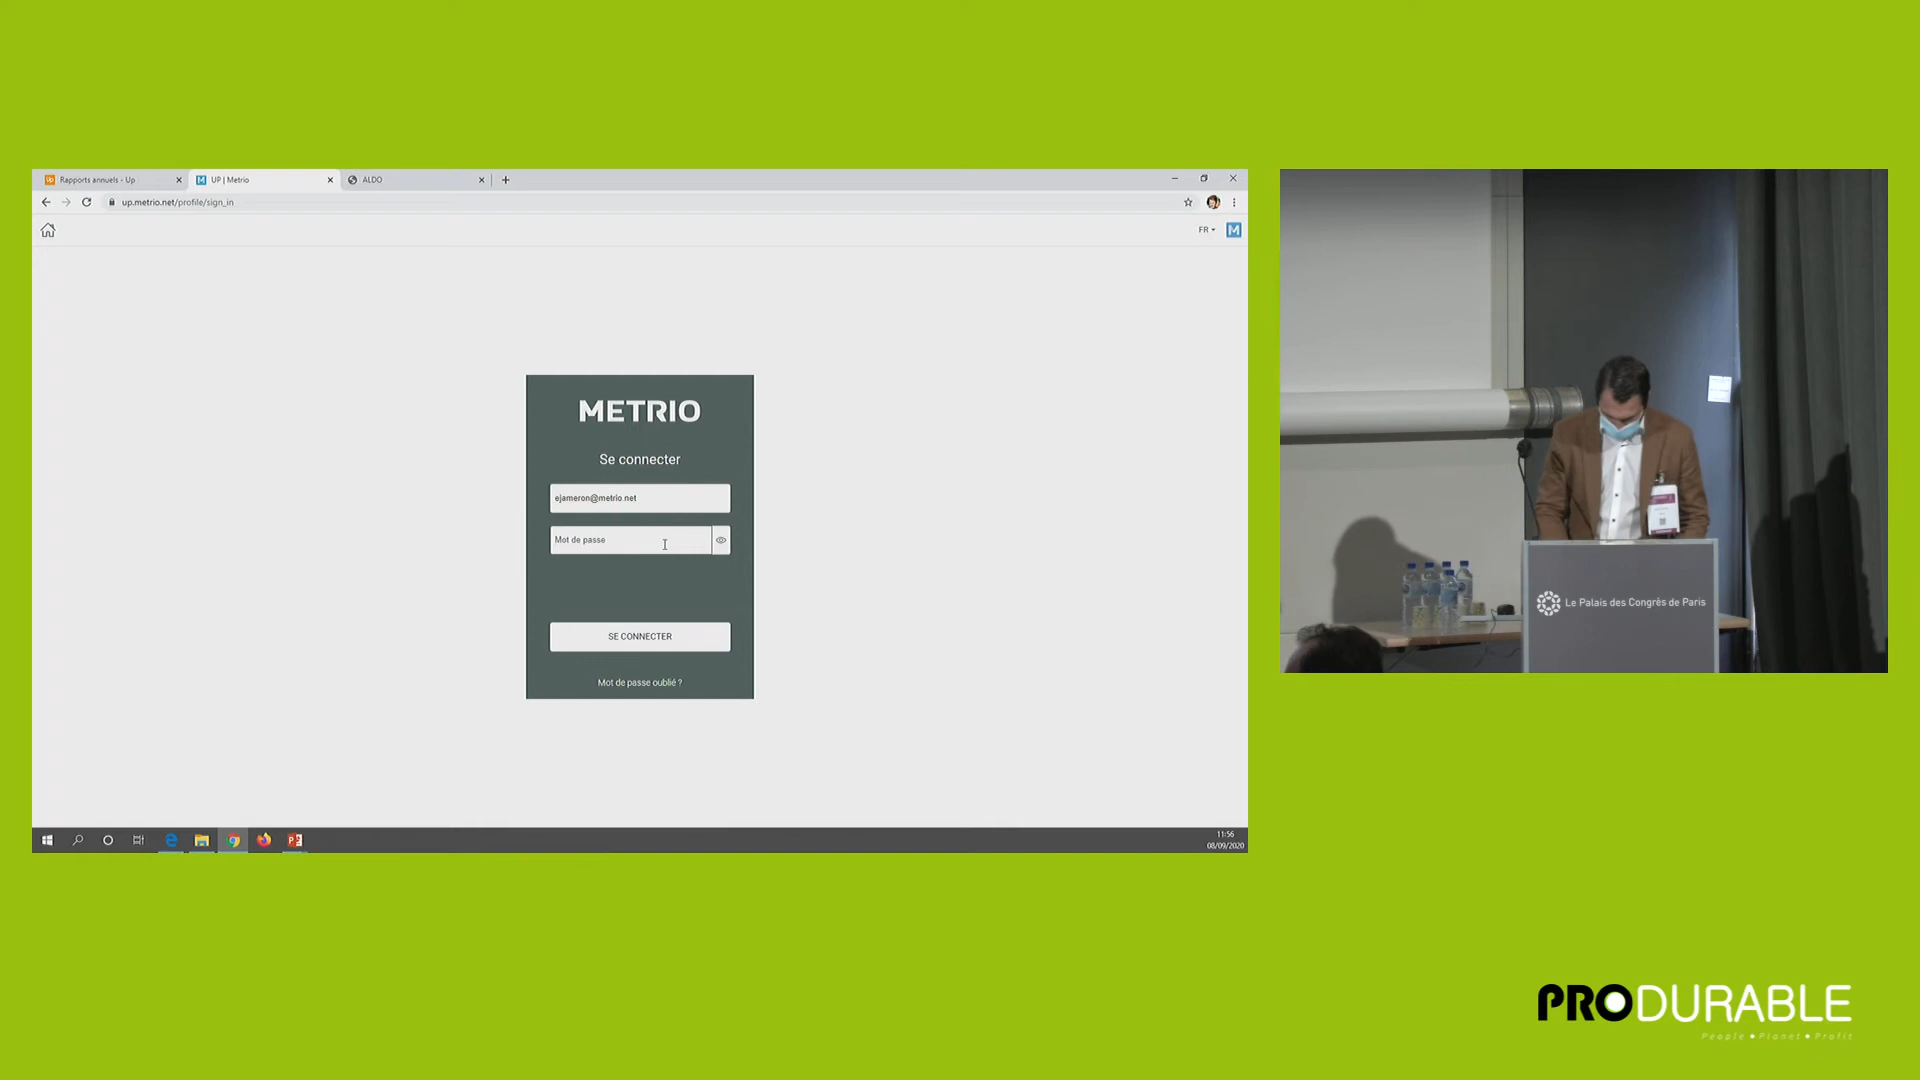 Rapports annuels - Up
UP | Metrio
ALDO
up.metrio.net/profile/sign_in
FR
M
METRIO
Se connecter
ejameron@metrio.net
Mot de passe
SE CONNECTER
Mot de passe oublié ?
11:56
08/09/2020
Le Palais des Congrès de Paris
PRODURABLE
People • Planet • Profit